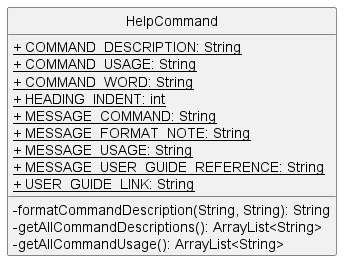 HelpCommand
+ COMMAND_DESCRIPTION: String
+ COMMAND_USAGE: String
+ COMMAND_WORD: String
+ HEADING_INDENT: int
+ MESSAGE_COMMAND: String
+ MESSAGE_FORMAT_NOTE: String
+ MESSAGE_USAGE: String
+ MESSAGE_USER_GUIDE_REFERENCE: String
+ USER_GUIDE_LINK: String
-formatCommandDescription(String, String): String
-getAllCommandDescriptions(): ArrayList<String>
-getAllCommandUsage(): ArrayList<String>